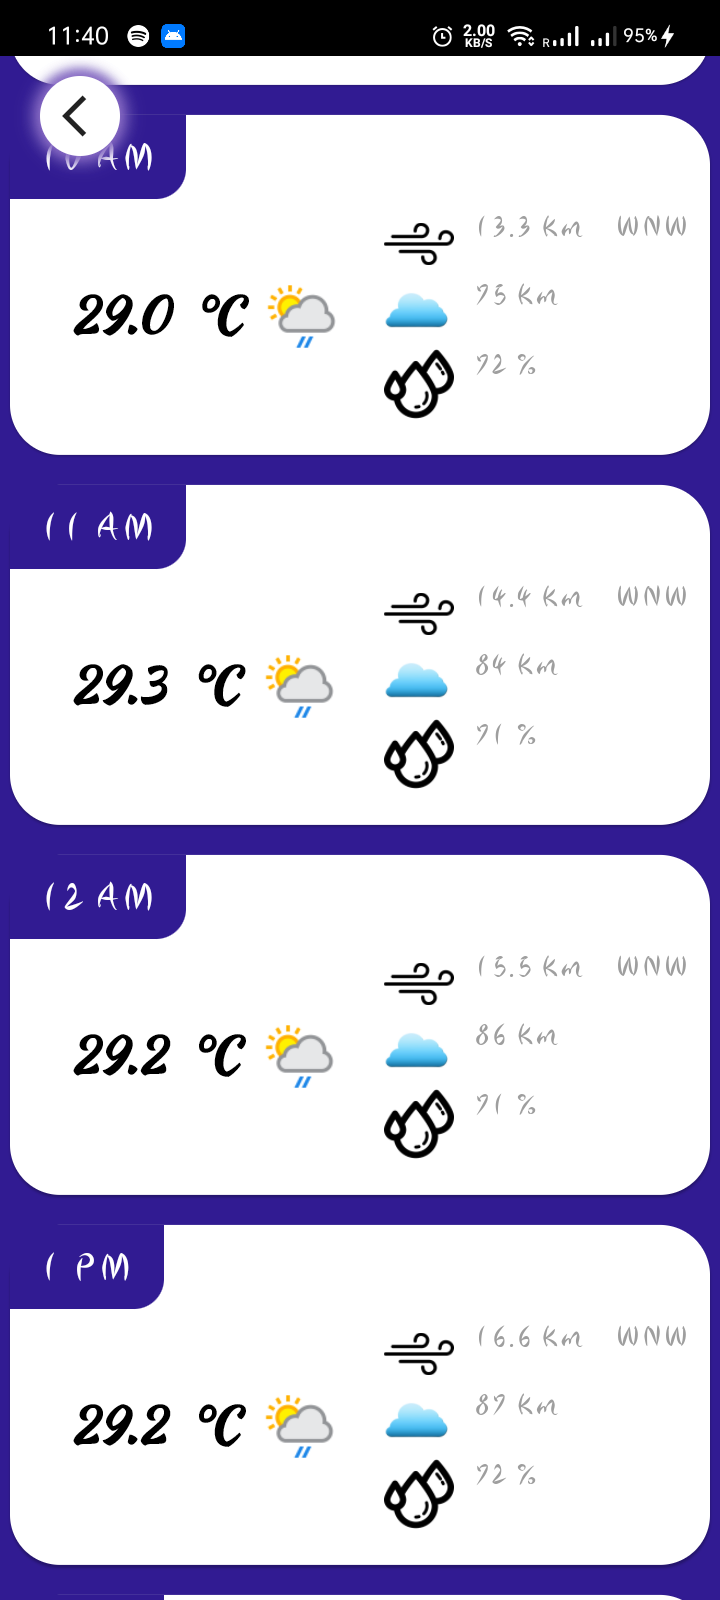 11:40 2.00 KB/S R 95%
10 AM
13.3 Km WNW
75 Km
29.0 °C
72 %
11 AM
14.4 Km WNW
84 Km
29.3 °C
71 %
12 AM
15.5 Km WNW
86 Km
29.2 °C
71 %
1 PM
16.6 Km WNW
87 Km
29.2 °C
72 %